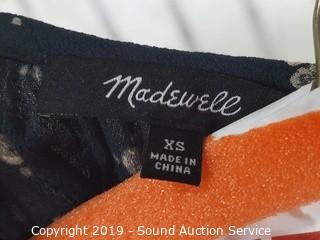 Madewell
XS
MADE IN
CHINA
Copyright 2019 - Sound Auction Service